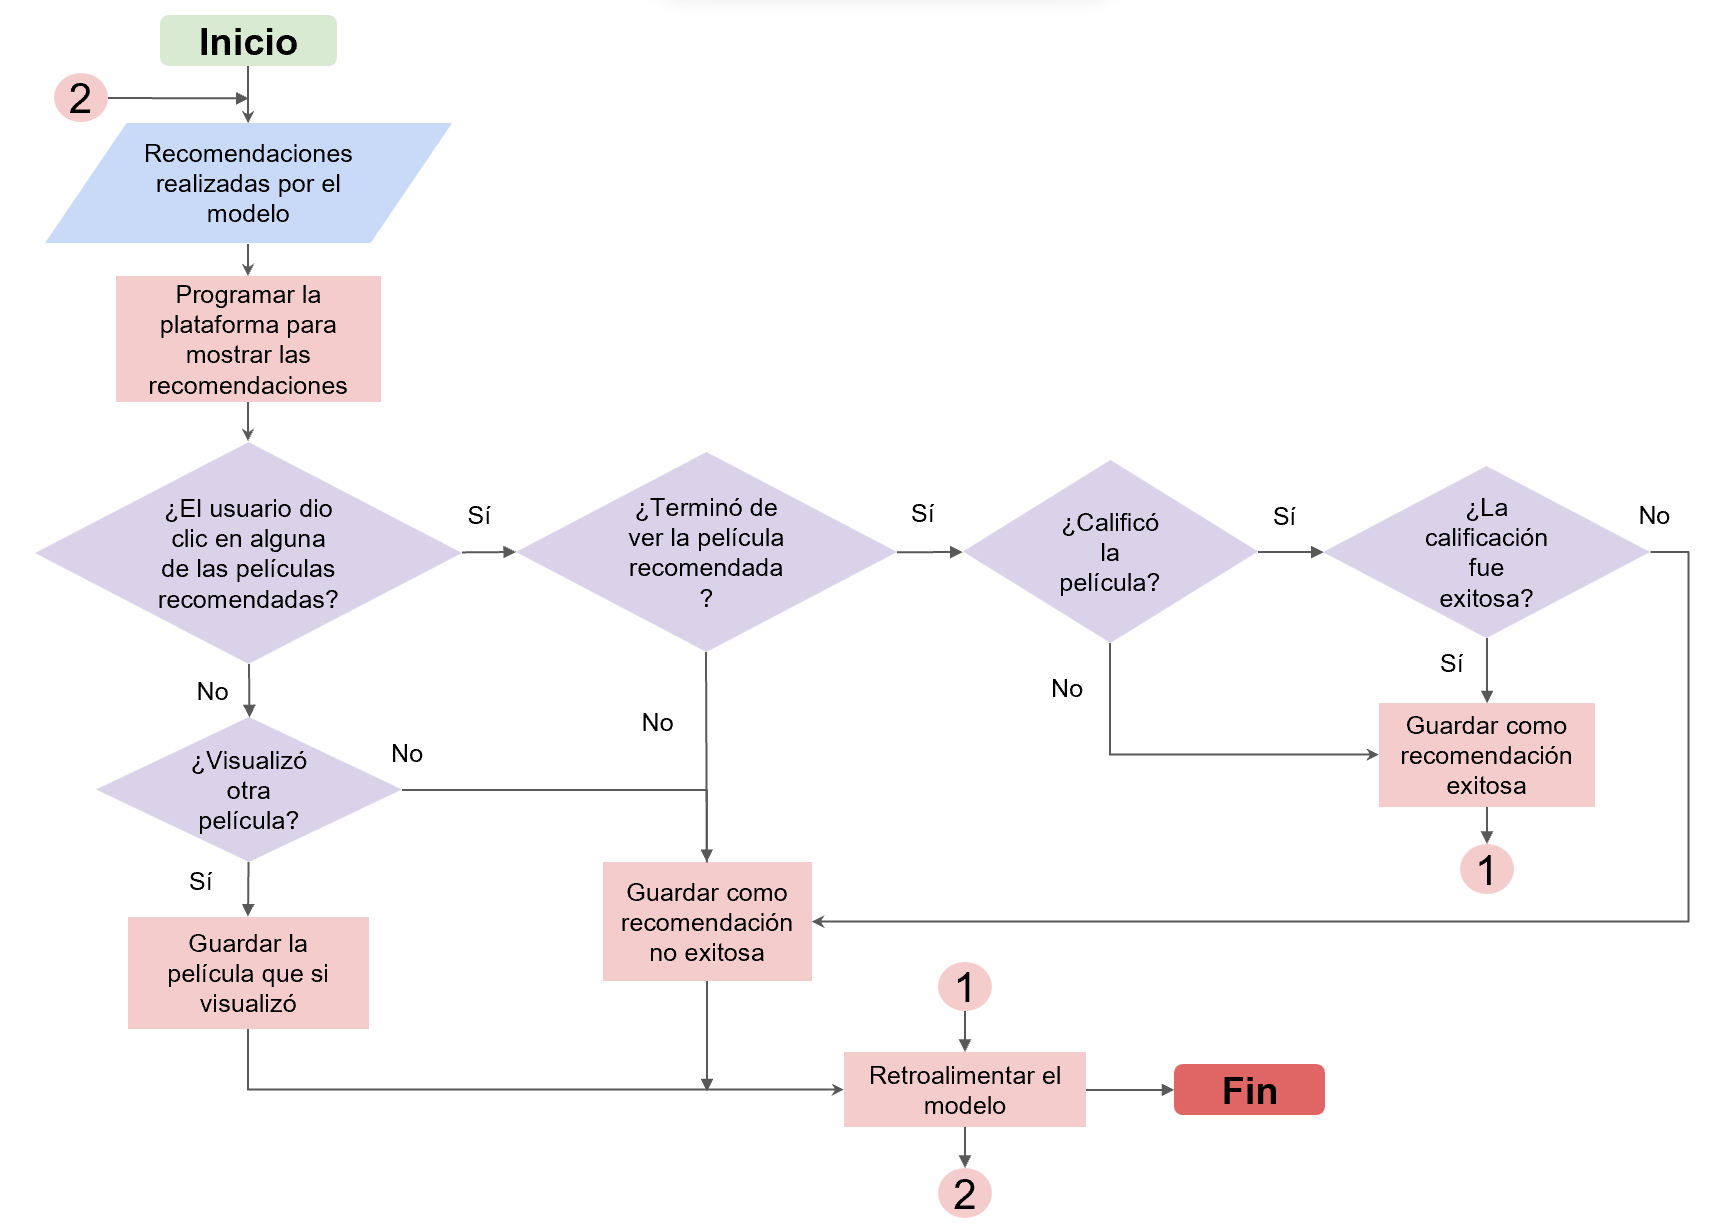 Inicio
2
Recomendaciones
realizadas por el
modelo
Programar la
plataforma para
mostrar las
recomendaciones
¿El usuario dio
clic en alguna
de las películas
recomendadas?
Sí
¿Terminó de
ver la película
recomendada
?
Sí
¿Calificó
la
película?
Sí
¿La
calificación
fue
exitosa?
No
No
¿Visualizó
otra
película?
No
No
No
Sí
Guardar como
recomendación
exitosa
1
Sí
Guardar la
película que si
visualizó
Guardar como
recomendación
no exitosa
1
Retroalimentar el
modelo
Fin
2